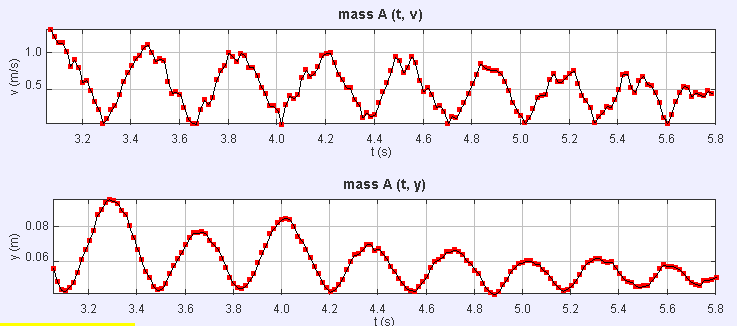 mass A (t, v)
v (m/s)
1.0
0.5
3.2 3.4 3.6 3.8 4.0 4.2 4.4 4.6 4.8 5.0 5.2 5.4 5.6 5.8
t (s)
mass A (t, y)
y (m)
0.08
0.06
3.2 3.4 3.6 3.8 4.0 4.2 4.4 4.6 4.8 5.0 5.2 5.4 5.6 5.8
t (s)